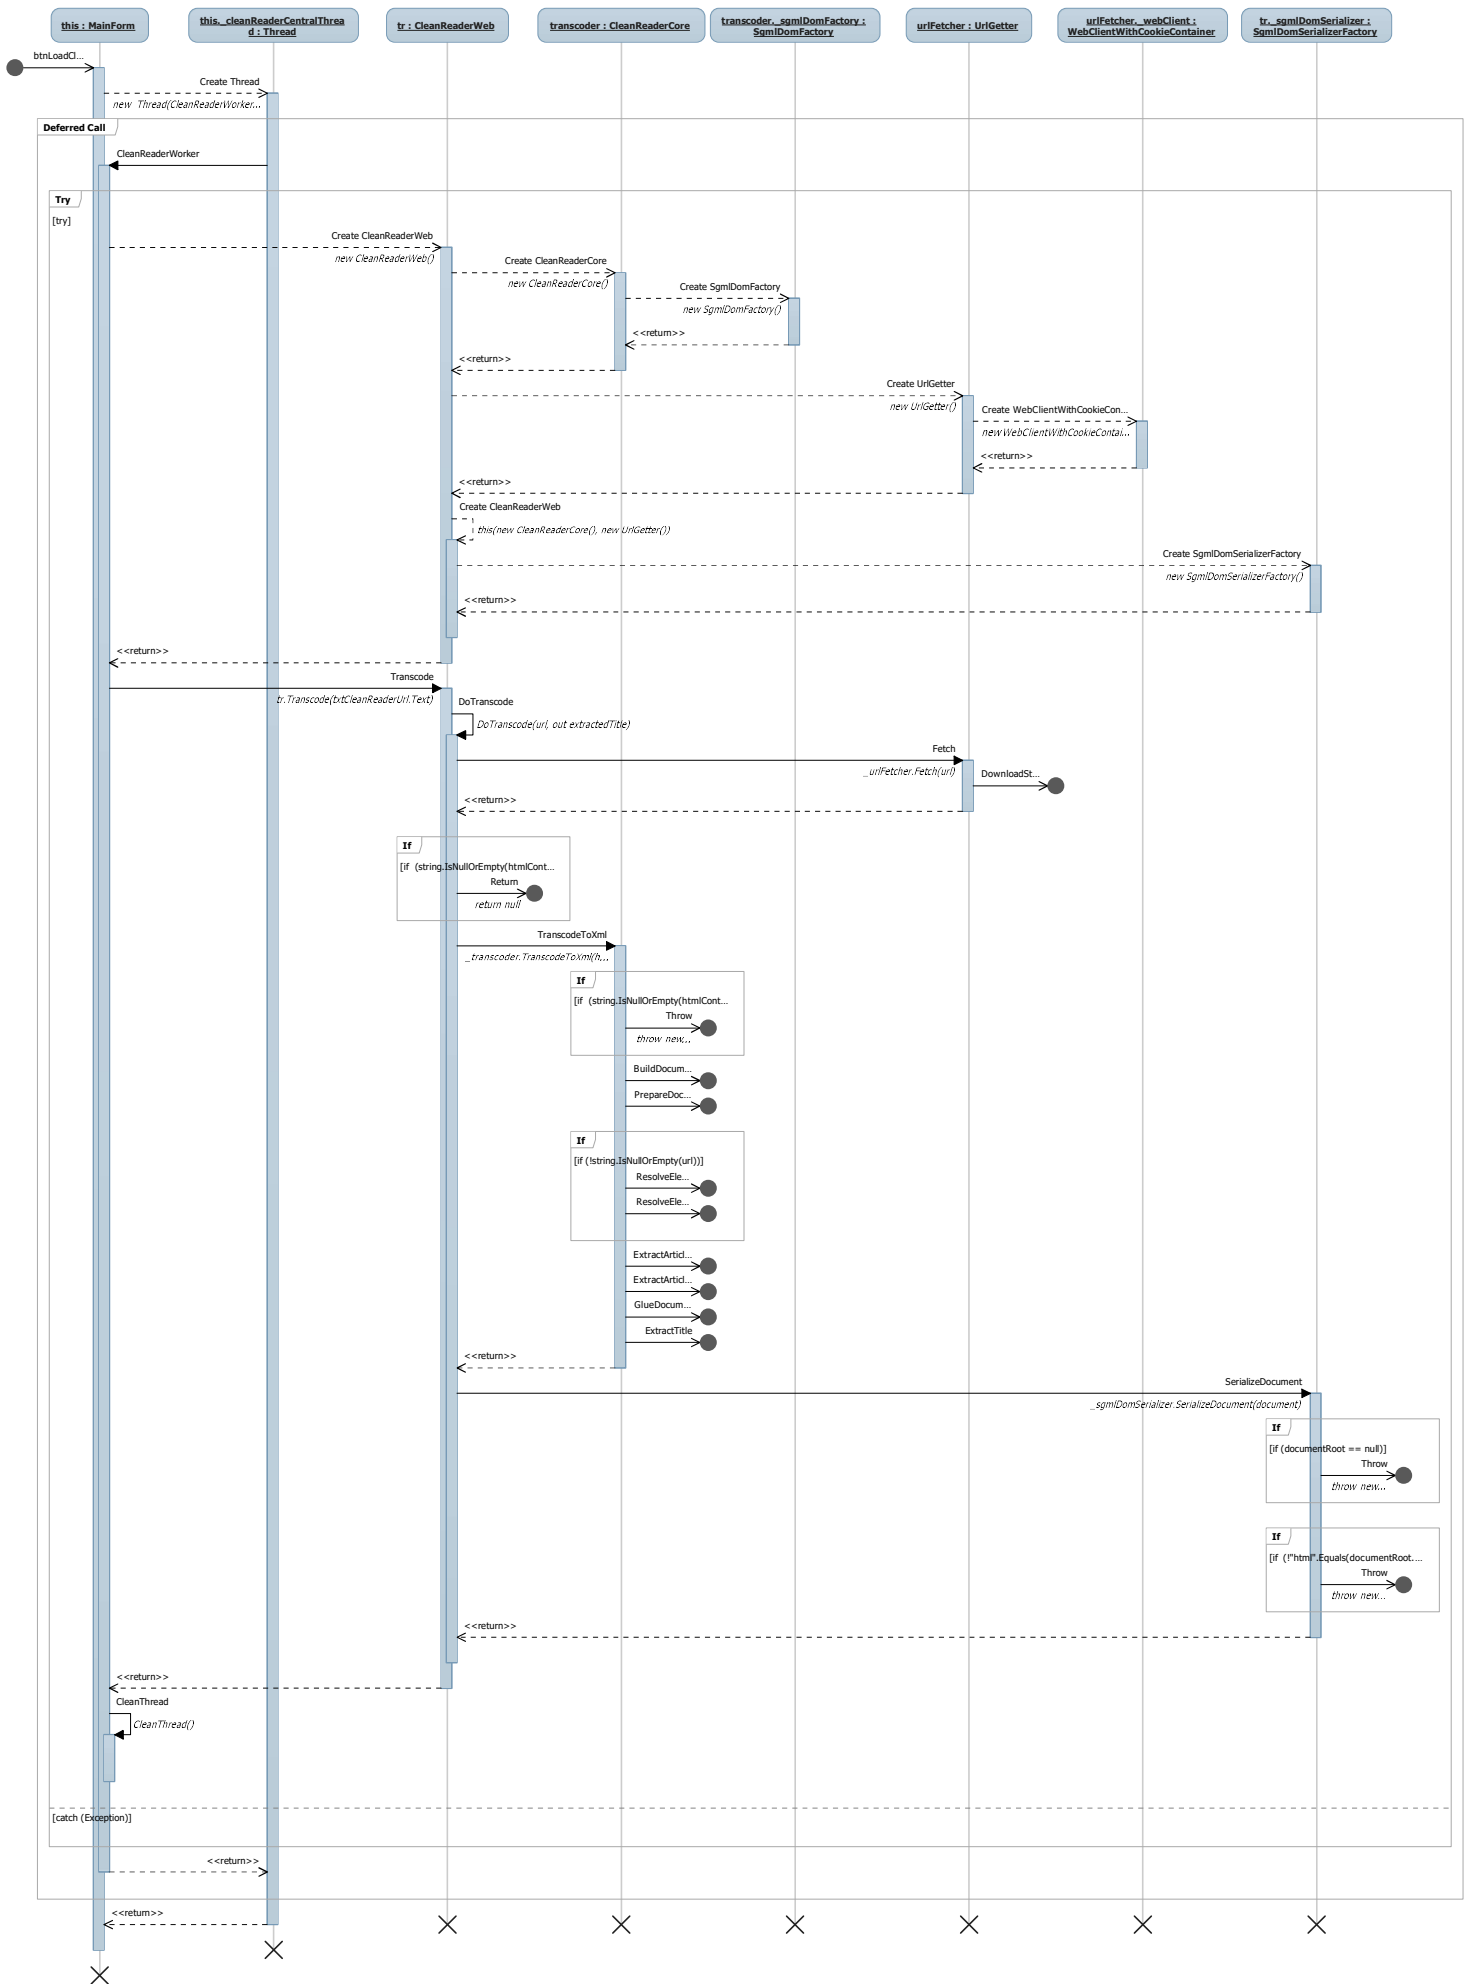 this : MainForm
this._cleanReaderCentralThrea
d : Thread
tr : CleanReaderWeb
transcoder : CleanReaderCore
transcoder._sgmlDomFactory :
SgmlDomFactory
urlFetcher : UrlGetter
urlFetcher._webClient :
WebClientWithCookieContainer
tr._sgmlDomSerializer :
SgmlDomSerializerFactory
btnLoadCl...
Create Thread
new Thread(CleanReaderWorker...
Deferred Call
CleanReaderWorker
Try
[try]
Create CleanReaderWeb
new CleanReaderWeb()
Create CleanReaderCore
new CleanReaderCore()
Create SgmlDomFactory
new SgmlDomFactory()
<<return>>
<<return>>
Create UrlGetter
new UrlGetter()
Create WebClientWithCookieCon...
new WebClientWithCookieContai...
<<return>>
<<return>>
Create CleanReaderWeb
this(new CleanReaderCore(), new UrlGetter())
Create SgmlDomSerializerFactory
new SgmlDomSerializerFactory()
<<return>>
<<return>>
Transcode
tr.Transcode(txtCleanReaderUrl.Text)
DoTranscode
DoTranscode(url, out extractedTitle)
Fetch
_urlFetcher.Fetch(url)
DownloadSt...
<<return>>
If
[if (string.IsNullOrEmpty(htmlCont...
Return
return null
TranscodeToXml
_transcoder.TranscodeToXml(h...
If
[if (string.IsNullOrEmpty(htmlCont...
Throw
throw new...
BuildDocum...
PrepareDoc...
If
[if (!string.IsNullOrEmpty(url))]
ResolveEle...
ResolveEle...
ExtractArticl...
ExtractArticl...
GlueDocum...
ExtractTitle
<<return>>
SerializeDocument
_sgmlDomSerializer.SerializeDocument(document)
If
[if (documentRoot == null)]
Throw
throw new...
If
[if (!"html".Equals(documentRoot....
Throw
throw new...
<<return>>
<<return>>
CleanThread
CleanThread()
[catch (Exception)]
<<return>>
<<return>>